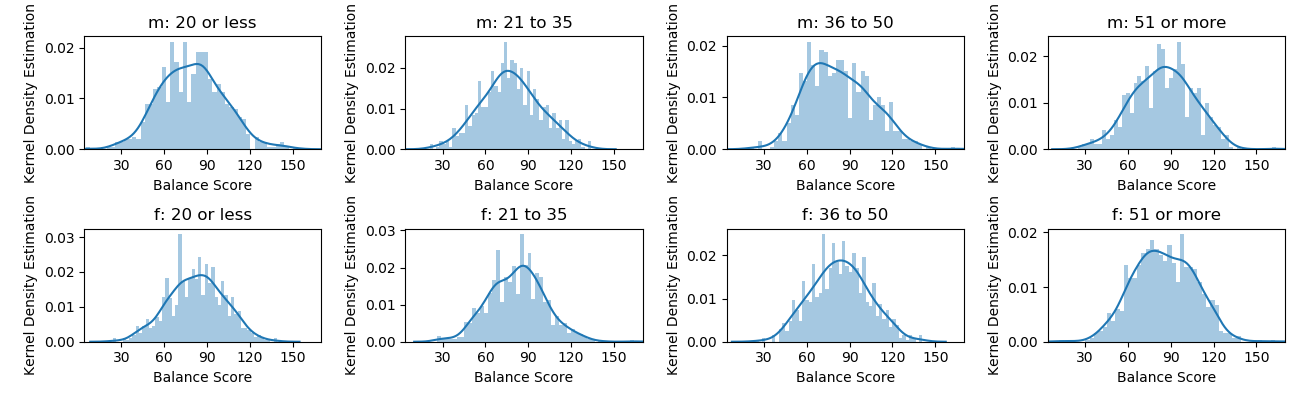 m: 20 or less
Kernel Density Estimation
0.02
0.01
0.00
30 60 90 120 150
Balance Score
m: 21 to 35
Kernel Density Estimation
0.02
0.01
0.00
30 60 90 120 150
Balance Score
m: 36 to 50
Kernel Density Estimation
0.02
0.01
0.00
30 60 90 120 150
Balance Score
m: 51 or more
Kernel Density Estimation
0.02
0.01
0.00
30 60 90 120 150
Balance Score
f: 20 or less
Kernel Density Estimation
0.03
0.02
0.01
0.00
30 60 90 120 150
Balance Score
f: 21 to 35
Kernel Density Estimation
0.03
0.02
0.01
0.00
30 60 90 120 150
Balance Score
f: 36 to 50
Kernel Density Estimation
0.02
0.01
0.00
30 60 90 120 150
Balance Score
f: 51 or more
Kernel Density Estimation
0.02
0.01
0.00
30 60 90 120 150
Balance Score